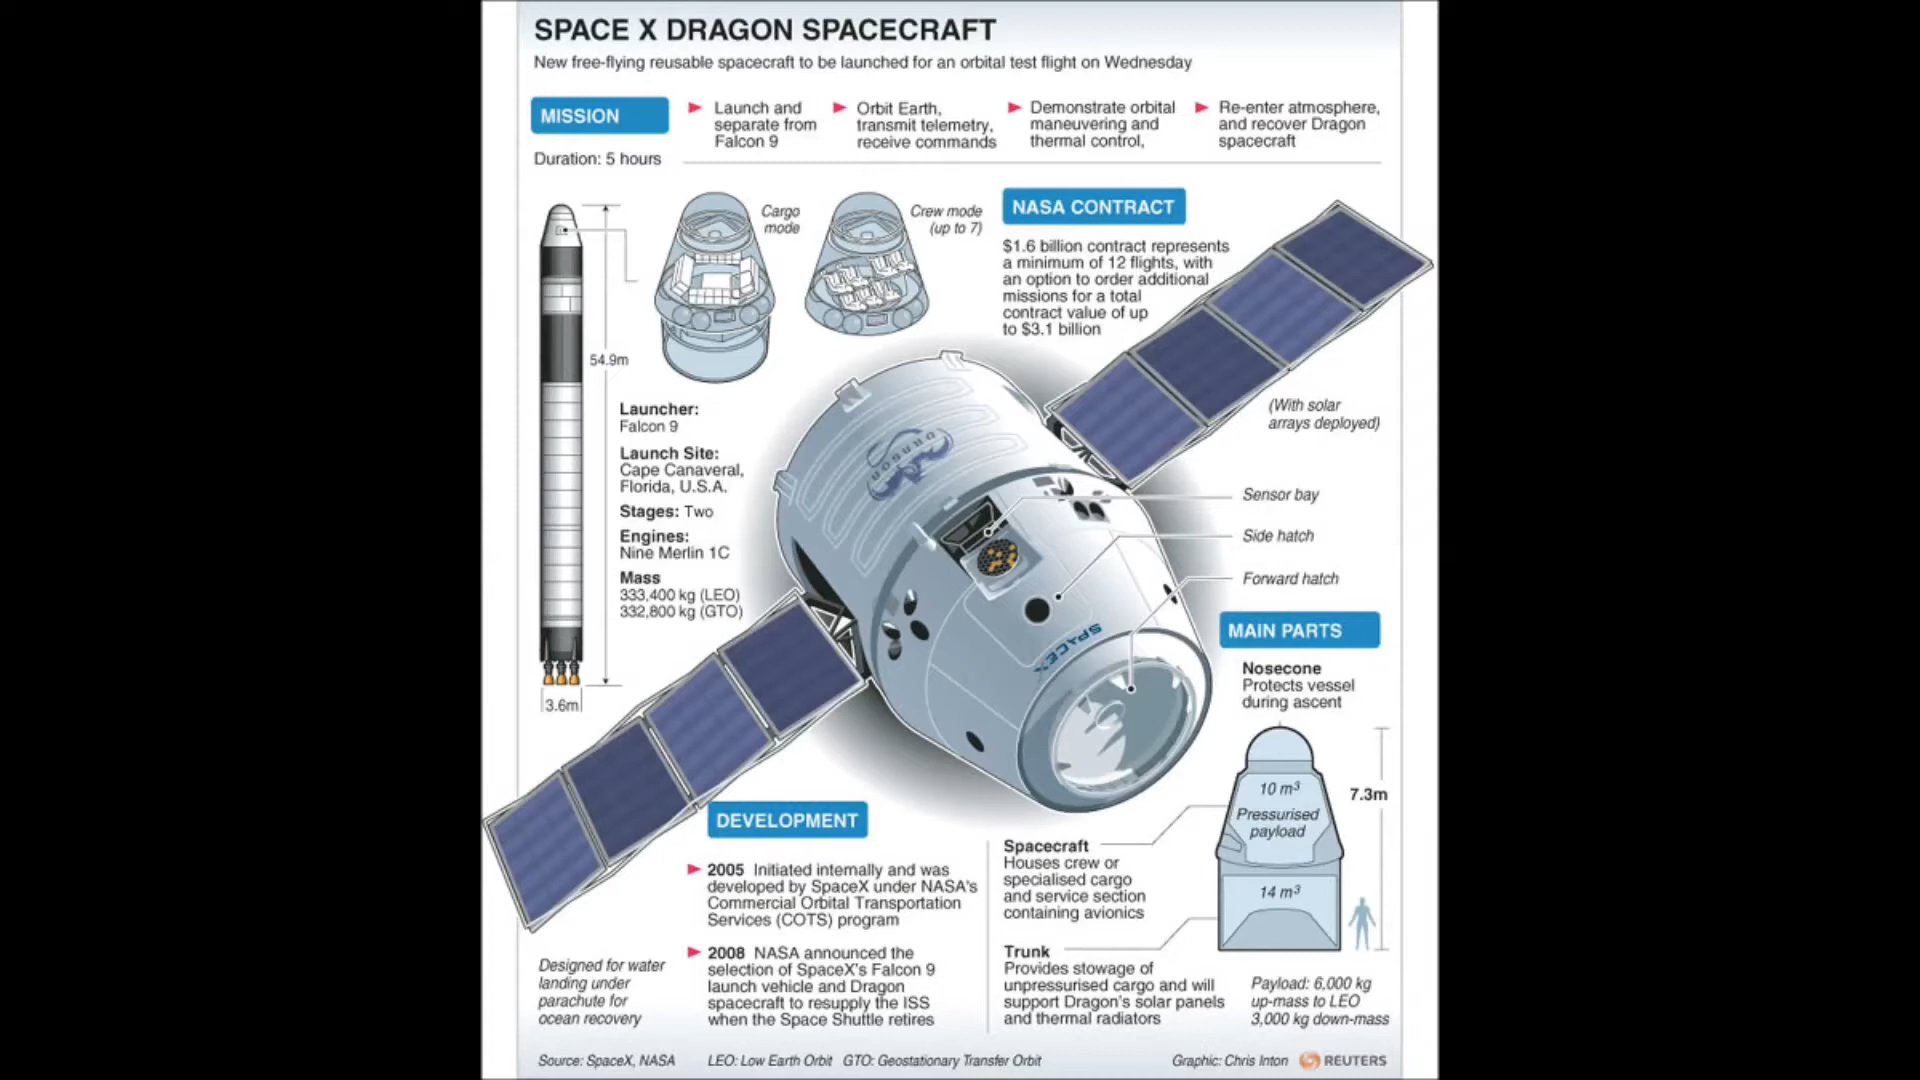 SPACE X DRAGON SPACECRAFT
New free-flying reusable spacecraft to be launched for an orbital test flight on Wednesday
MISSION
Duration: 5 hours
Launch and
separate from
Falcon 9
Orbit Earth,
transmit telemetry,
receive commands
Demonstrate orbital
maneuvering and
thermal control,
Re-enter atmosphere,
and recover Dragon
spacecraft
Cargo
mode
Crew mode
(up to 7)
NASA CONTRACT
$1.6 billion contract represents
a minimum of 12 flights, with
an option to order additional
missions for a total
contract value of up
to $3.1 billion
54.9m
3.6m
Launcher:
Falcon 9
Launch Site:
Cape Canaveral,
Florida, U.S.A.
Stages: Two
Engines:
Nine Merlin 1C
Mass
333,400 kg (LEO)
332,800 kg (GTO)
(With solar
arrays deployed)
DRAGON
SPACEX
Sensor bay
Side hatch
Forward hatch
MAIN PARTS
Nosecone
Protects vessel
during ascent
10 m³
Pressurised
payload
14 m³
7.3m
Spacecraft
Houses crew or
specialised cargo
and service section
containing avionics
Trunk
Provides stowage of
unpressurised cargo and will
support Dragon's solar panels
and thermal radiators
Payload: 6,000 kg
up-mass to LEO
3,000 kg down-mass
DEVELOPMENT
2005 Initiated internally and was
developed by SpaceX under NASA's
Commercial Orbital Transportation
Services (COTS) program
2008 NASA announced the
selection of SpaceX's Falcon 9
launch vehicle and Dragon
spacecraft to resupply the ISS
when the Space Shuttle retires
Designed for water
landing under
parachute for
ocean recovery
Source: SpaceX, NASA
LEO: Low Earth Orbit GTO: Geostationary Transfer Orbit
Graphic: Chris Inton
REUTERS